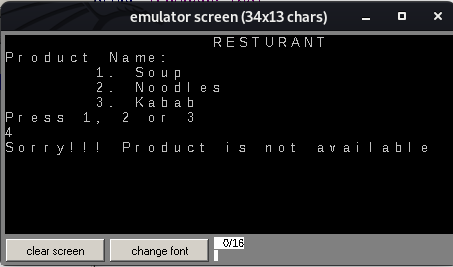 emulator screen (34x13 chars)
RESTURANT
Product Name:
1. Soup
2. Noodles
3. Kabab
Press 1, 2 or 3
4
Sorry!!! Product is not available
clear screen
change font
0/16